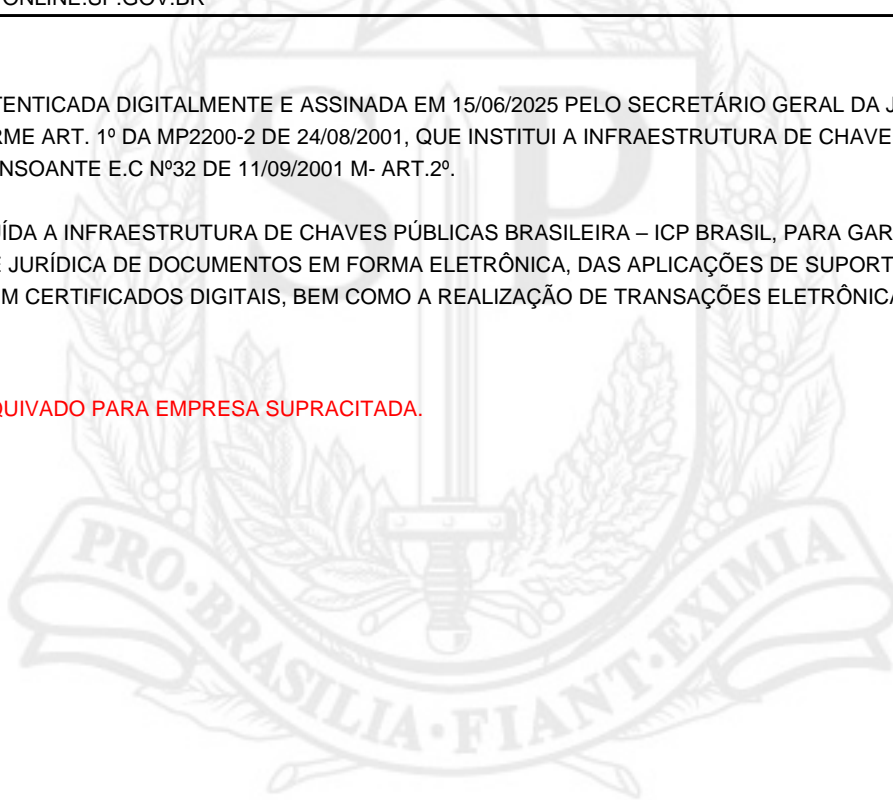 ONLINE.SP.GOV.BR
TENTICADA DIGITALMENTE E ASSINADA EM 15/06/2025 PELO SECRETÁRIO GERAL DA J
RME ART. 1º DA MP2200-2 DE 24/08/2001, QUE INSTITUI A INFRAESTRUTURA DE CHAVE
NSOANTE E.C Nº32 DE 11/09/2001 M- ART.2º.
ÍDA A INFRAESTRUTURA DE CHAVES PÚBLICAS BRASILEIRA – ICP BRASIL, PARA GAR
E JURÍDICA DE DOCUMENTOS EM FORMA ELETRÔNICA, DAS APLICAÇÕES DE SUPORT
M CERTIFICADOS DIGITAIS, BEM COMO A REALIZAÇÃO DE TRANSAÇÕES ELETRÔNICA
QUIVADO PARA EMPRESA SUPRACITADA.
SP
PRO·BRASILIA·FIANT·EXIMIA